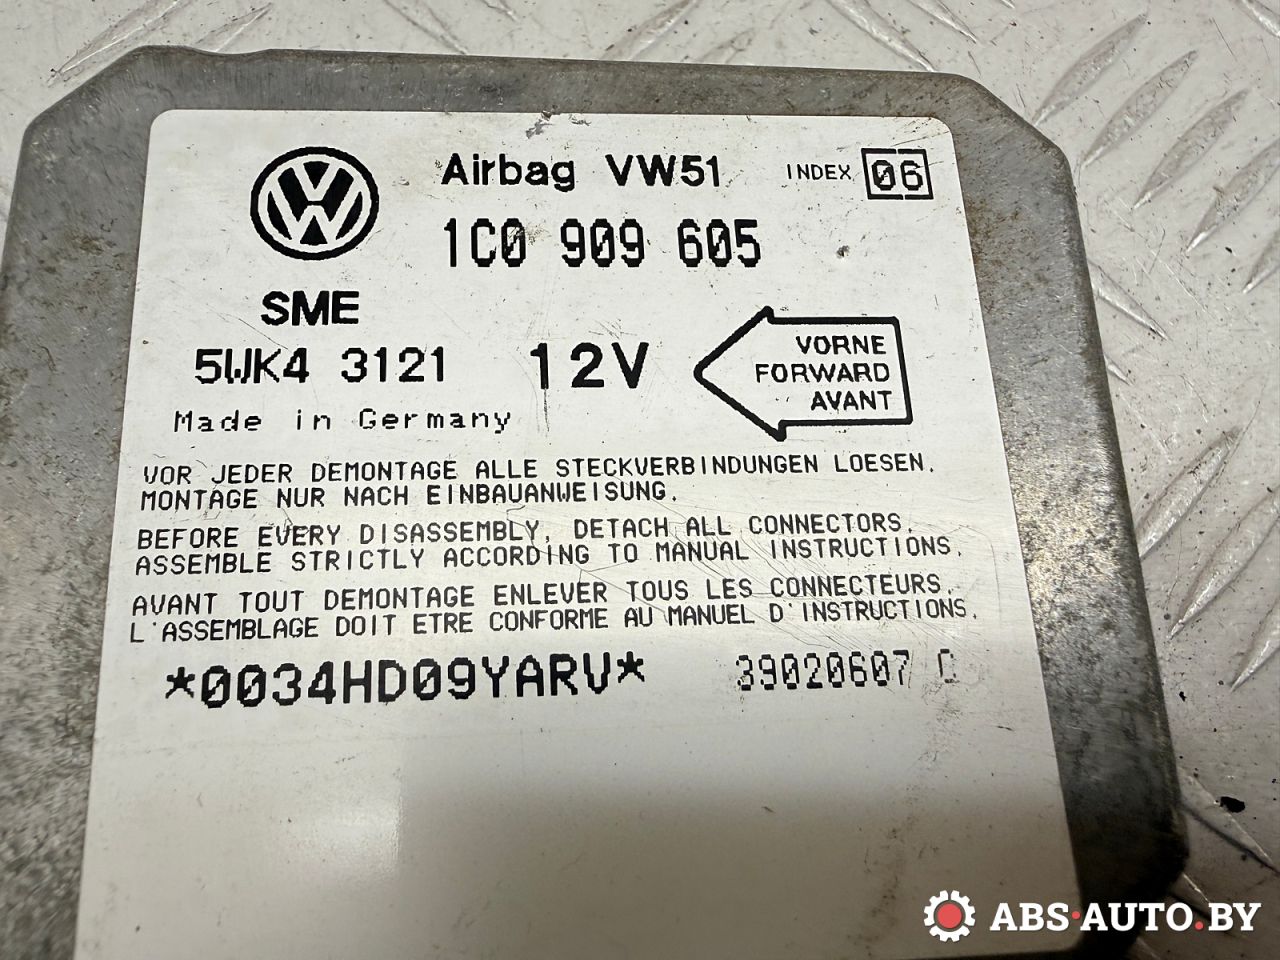 Airbag VW51 INDEX 06
1C0 909 605
SME
5WK4 3121 12V
VORNE
FORWARD
AVANT
Made in Germany
VOR JEDER DEMONTAGE ALLE STECKVERBINDUNGEN LOESEN.
MONTAGE NUR NACH EINBAUANWEISUNG.
BEFORE EVERY DISASSEMBLY, DETACH ALL CONNECTORS.
ASSEMBLE STRICTLY ACCORDING TO MANUAL INSTRUCTIONS.
AVANT TOUT DEMONTAGE ENLEVER TOUS LES CONNECTEURS.
L'ASSEMBLAGE DOIT ETRE CONFORME AU MANUEL D'INSTRUCTIONS.
*0034HD09YARV* 39020607
ABS·AUTO.BY